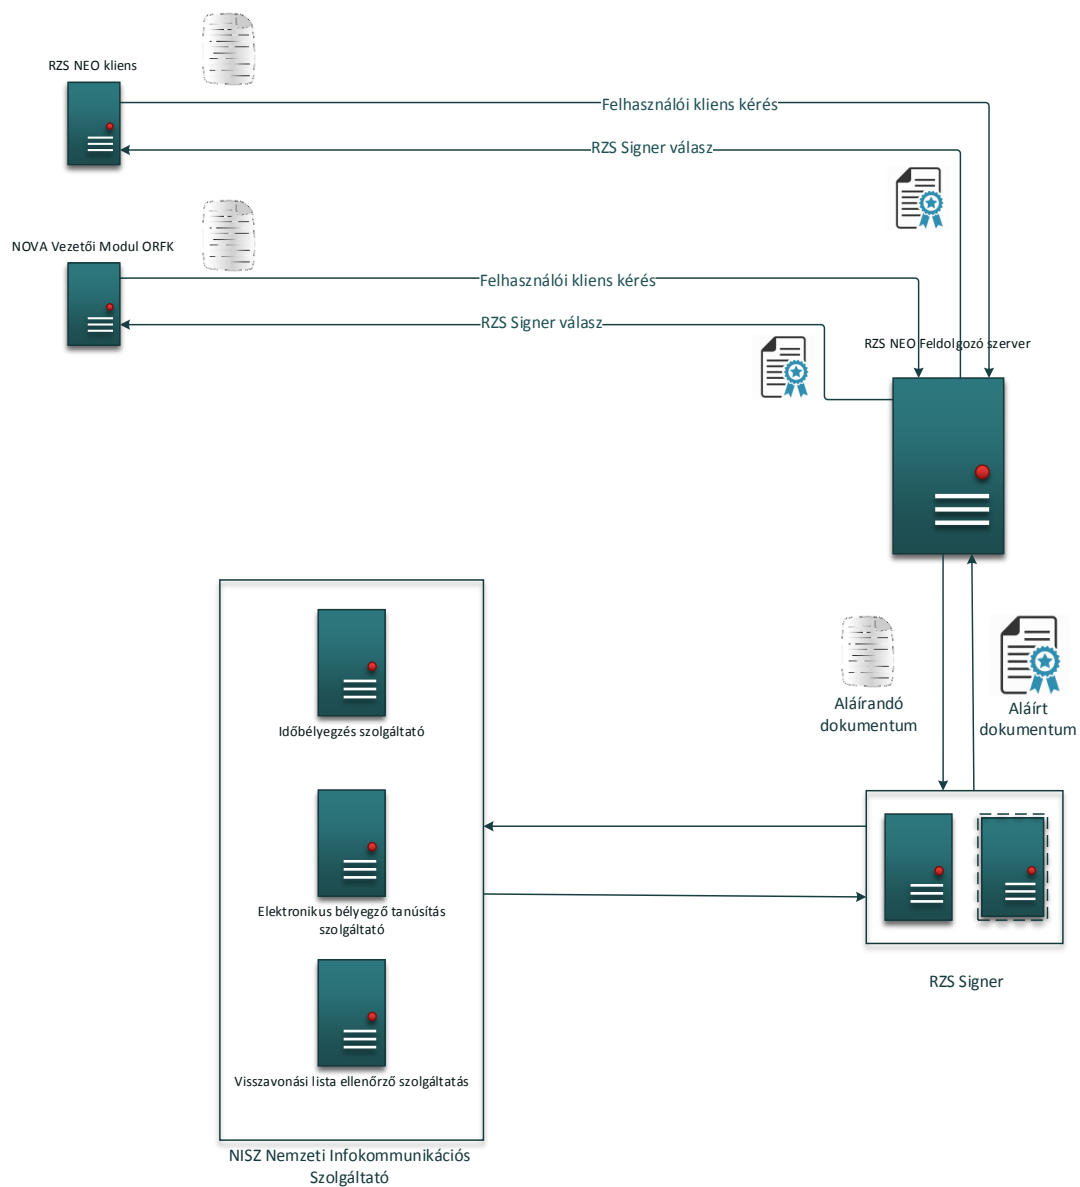 RZS NEO kliens
Felhasználói kliens kérés
RZS Signer válasz
NOVA Vezetői Modul ORFK
Felhasználói kliens kérés
RZS Signer válasz
RZS NEO Feldolgozó szerver
Aláírandó
dokumentum
Aláírt
dokumentum
Időbélyegzés szolgáltató
Elektronikus bélyegző tanúsítás
szolgáltató
RZS Signer
Visszavonási lista ellenőrző szolgáltatás
NISZ Nemzeti Infokommunikációs
Szolgáltató